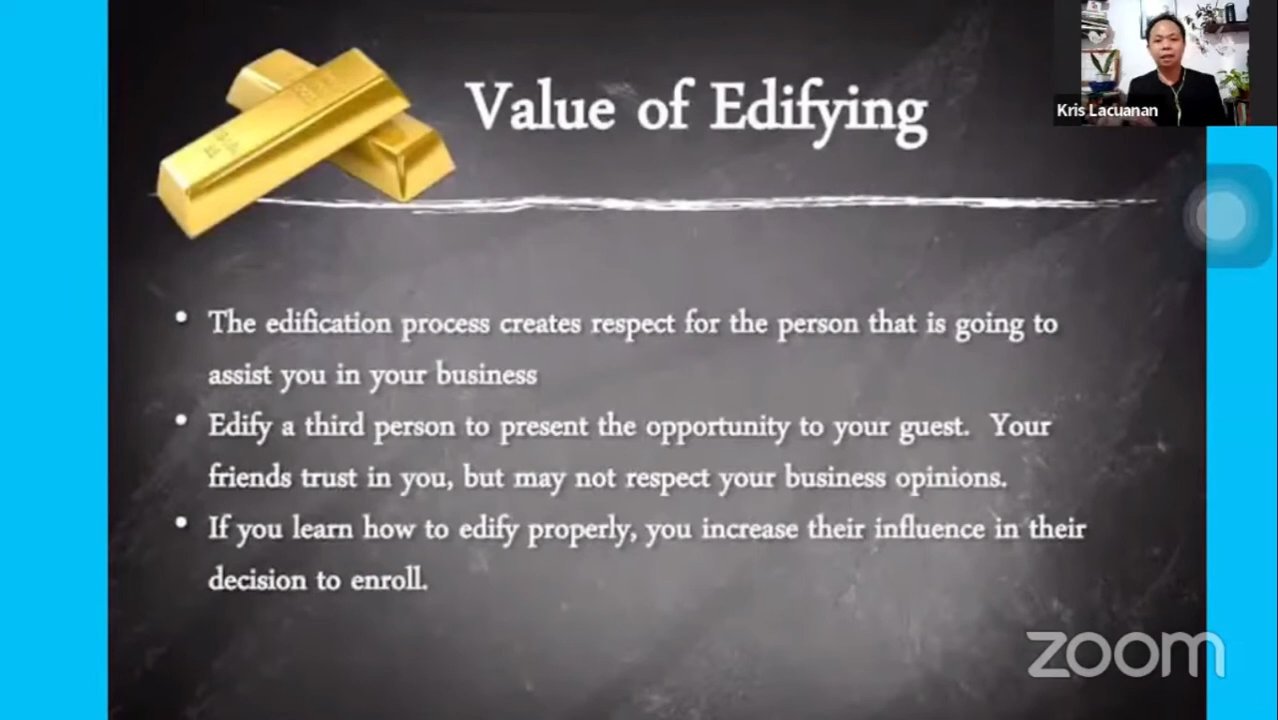 Value of Edifying
Kris Lacuanan
• The edification process creates respect for the person that is going to
assist you in your business
• Edify a third person to present the opportunity to your guest. Your
friends trust in you, but may not respect your business opinions.
• If you learn how to edify properly, you increase their influence in their
decision to enroll.
zoom